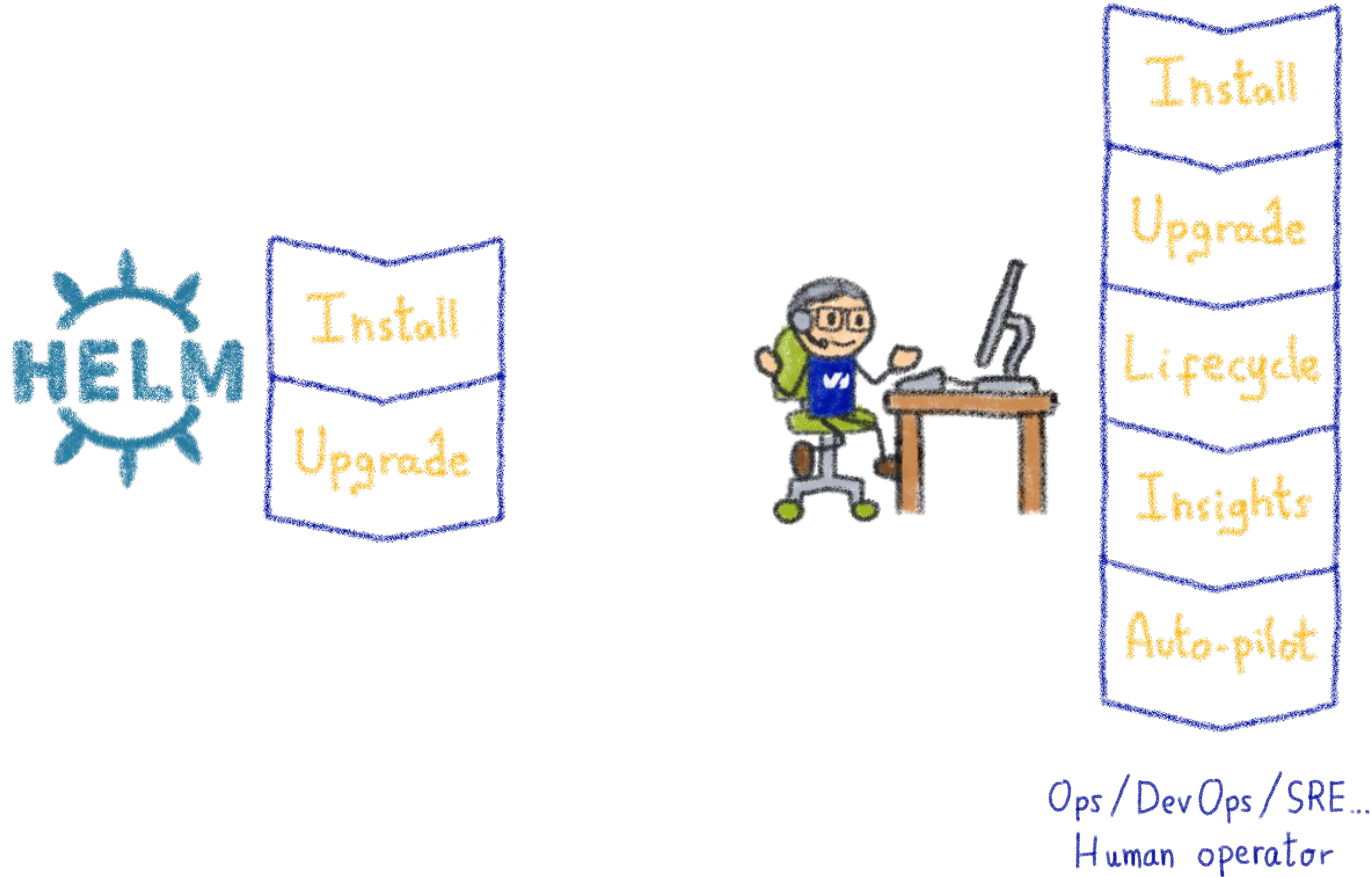 HELM
Install
Upgrade
Install
Upgrade
Lifecycle
Insights
Auto-pilot
Ops/DevOps/SRE...
Human operator